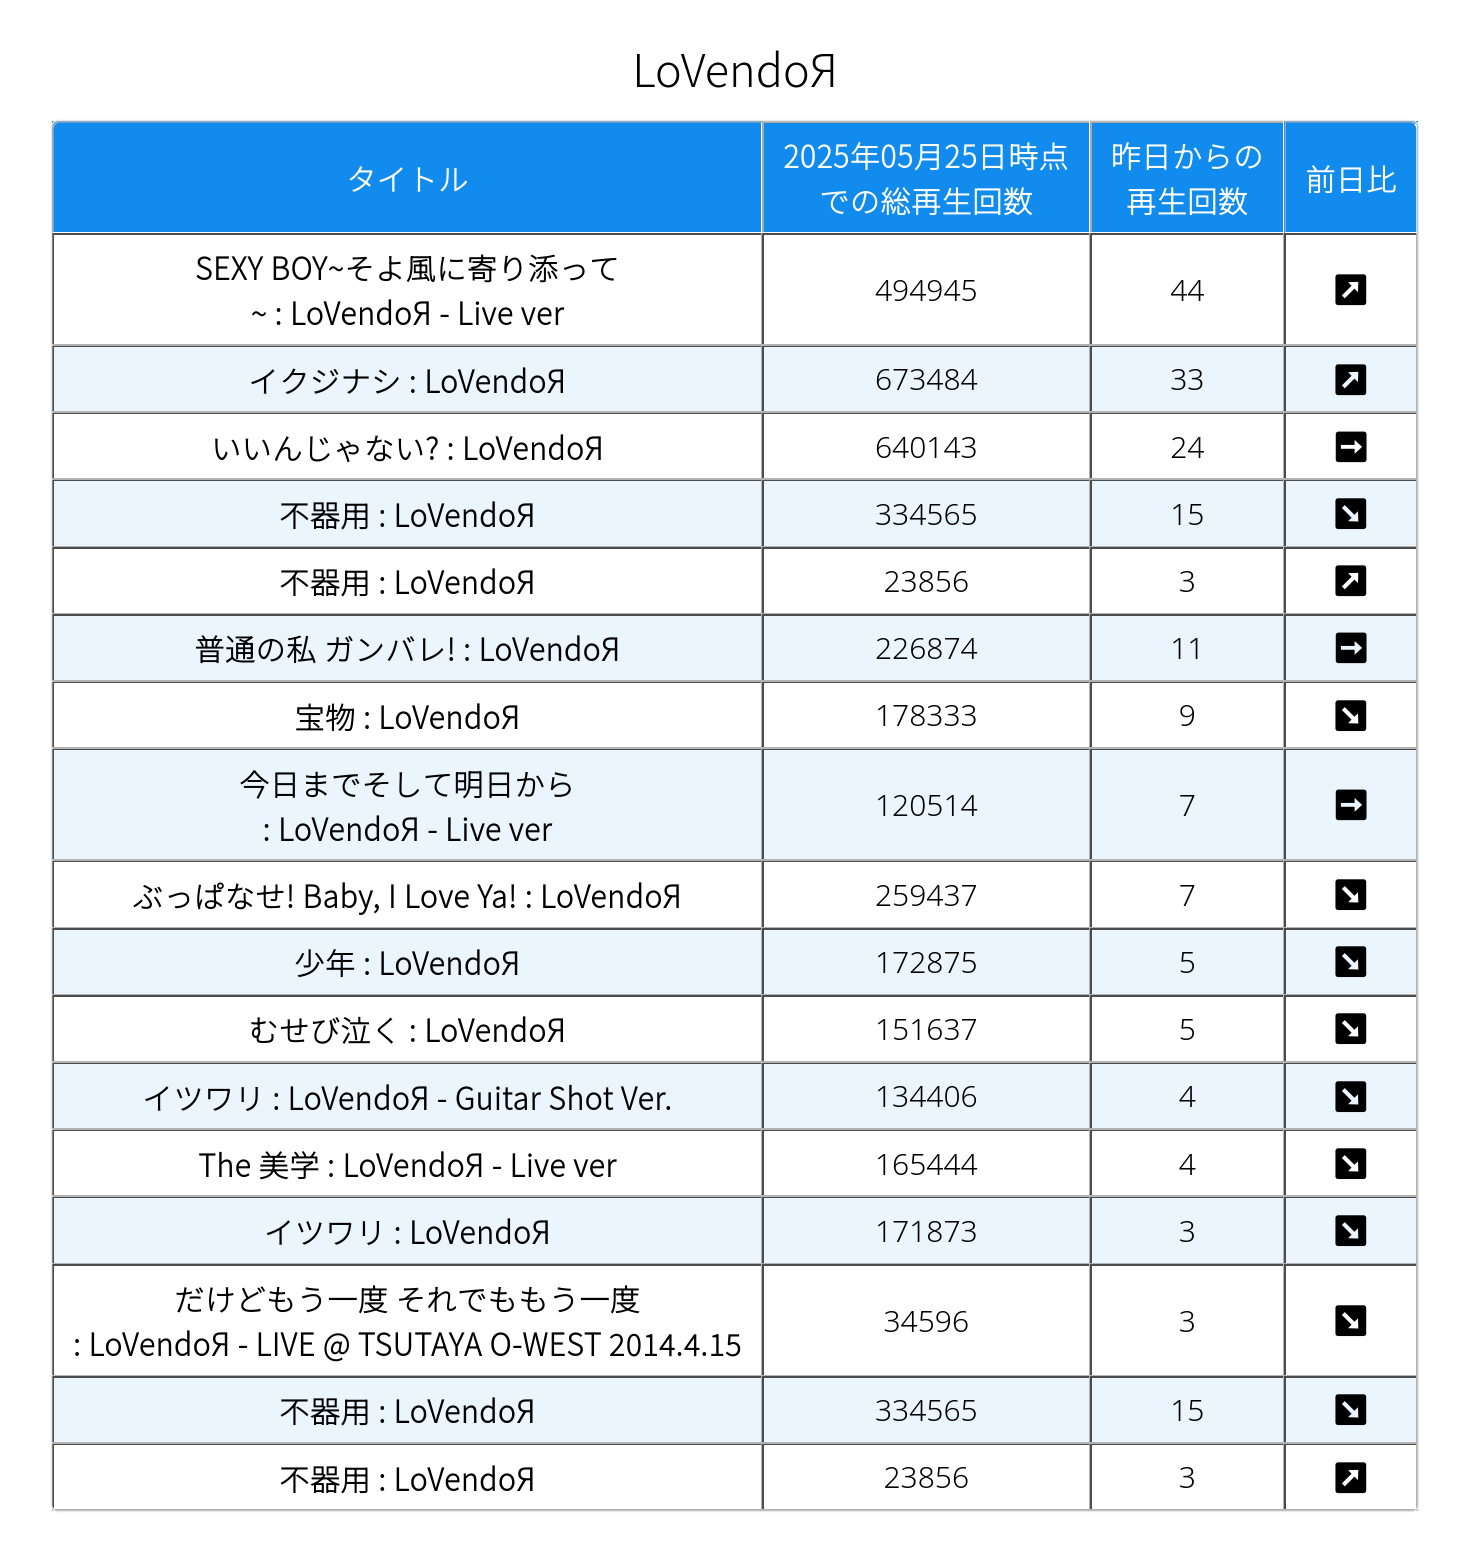 LoVendoЯ
タイトル
2025年05月25日時点
での総再生回数
昨日からの
再生回数
前日比
SEXY BOY~そよ風に寄り添って
~ : LoVendoЯ - Live ver
494945
44
↗
イクジナシ : LoVendoЯ
673484
33
↗
いいんじゃない? : LoVendoЯ
640143
24
→
不器用 : LoVendoЯ
334565
15
↘
不器用 : LoVendoЯ
23856
3
↗
普通の私 ガンバレ! : LoVendoЯ
226874
11
→
宝物 : LoVendoЯ
178333
9
↘
今日までそして明日から
: LoVendoЯ - Live ver
120514
7
→
ぶっぱなせ! Baby, I Love Ya! : LoVendoЯ
259437
7
↘
少年 : LoVendoЯ
172875
5
↘
むせび泣く : LoVendoЯ
151637
5
↘
イツワリ : LoVendoЯ - Guitar Shot Ver.
134406
4
↘
The 美学 : LoVendoЯ - Live ver
165444
4
↘
イツワリ : LoVendoЯ
171873
3
↘
だけどもう一度 それでももう一度
: LoVendoЯ - LIVE @ TSUTAYA O-WEST 2014.4.15
34596
3
↘
不器用 : LoVendoЯ
334565
15
↘
不器用 : LoVendoЯ
23856
3
↗